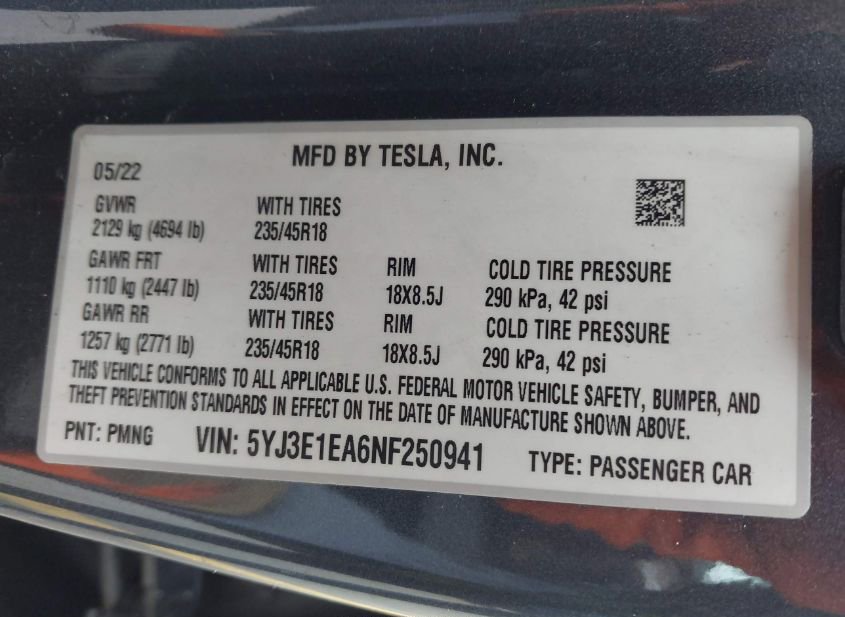 MFD BY TESLA, INC.
05/22
GVWR WITH TIRES
2129 kg (4694 lb) 235/45R18
GAWR FRT WITH TIRES RIM COLD TIRE PRESSURE
1110 kg (2447 lb) 235/45R18 18X8.5J 290 kPa, 42 psi
GAWR RR WITH TIRES RIM COLD TIRE PRESSURE
1257 kg (2771 lb) 235/45R18 18X8.5J 290 kPa, 42 psi
THIS VEHICLE CONFORMS TO ALL APPLICABLE U.S. FEDERAL MOTOR VEHICLE SAFETY, BUMPER, AND
THEFT PREVENTION STANDARDS IN EFFECT ON THE DATE OF MANUFACTURE SHOWN ABOVE.
PNT: PMNG VIN: 5YJ3E1EA6NF250941 TYPE: PASSENGER CAR